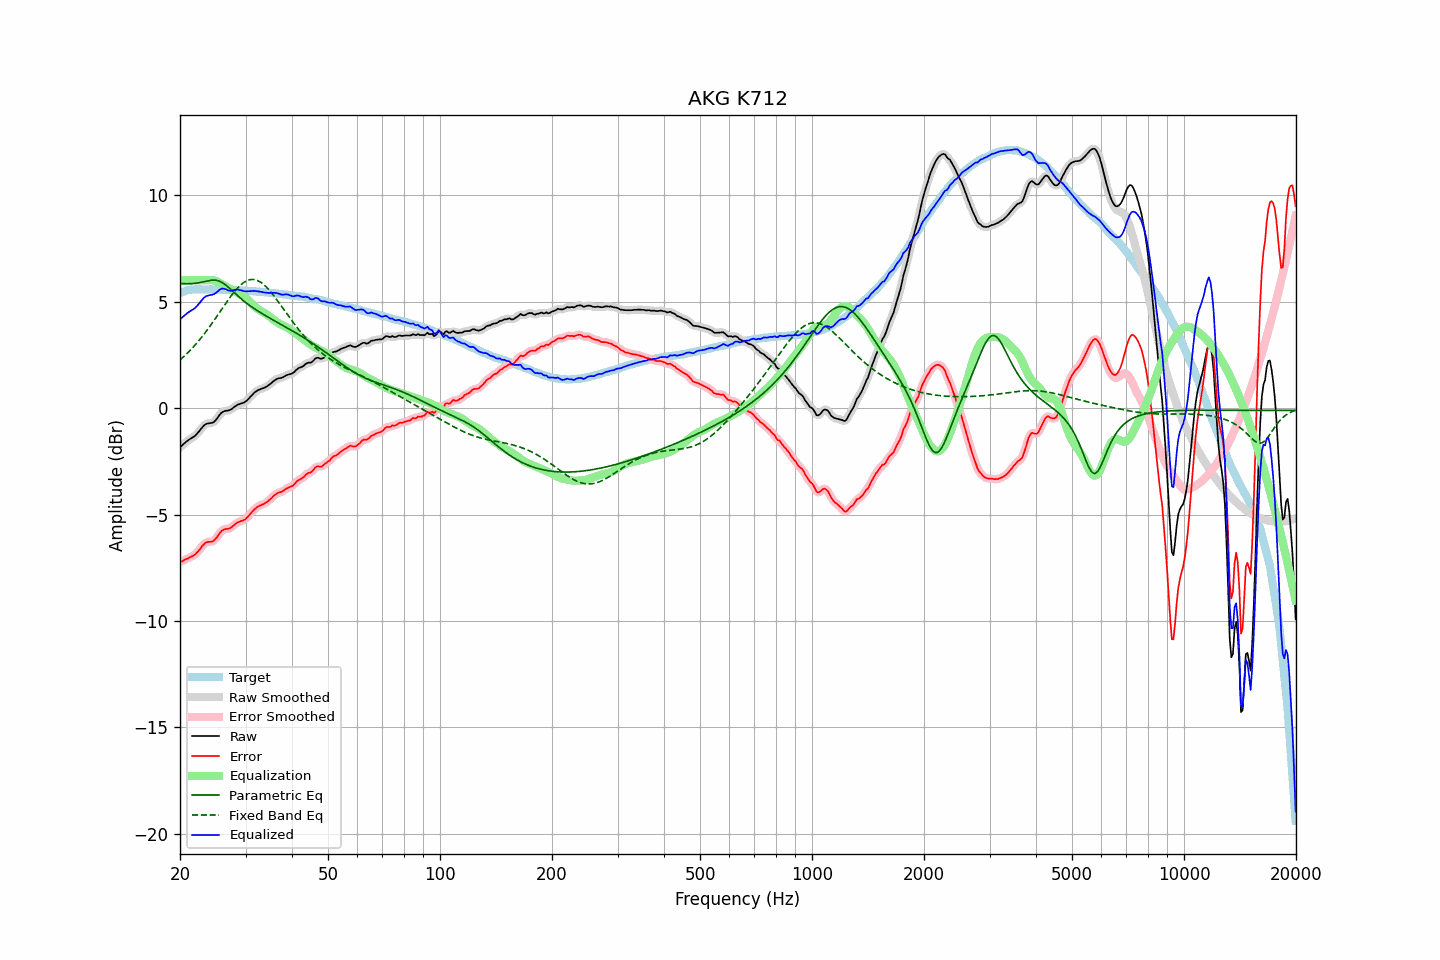 AKG K712
Amplitude (dBr)
10
5
0
−5
−10
−15
−20
Target
Raw Smoothed
Error Smoothed
Raw
Error
Equalization
Parametric Eq
Fixed Band Eq
Equalized
20 50 100 200 500 1000 2000 5000 10000 20000
Frequency (Hz)